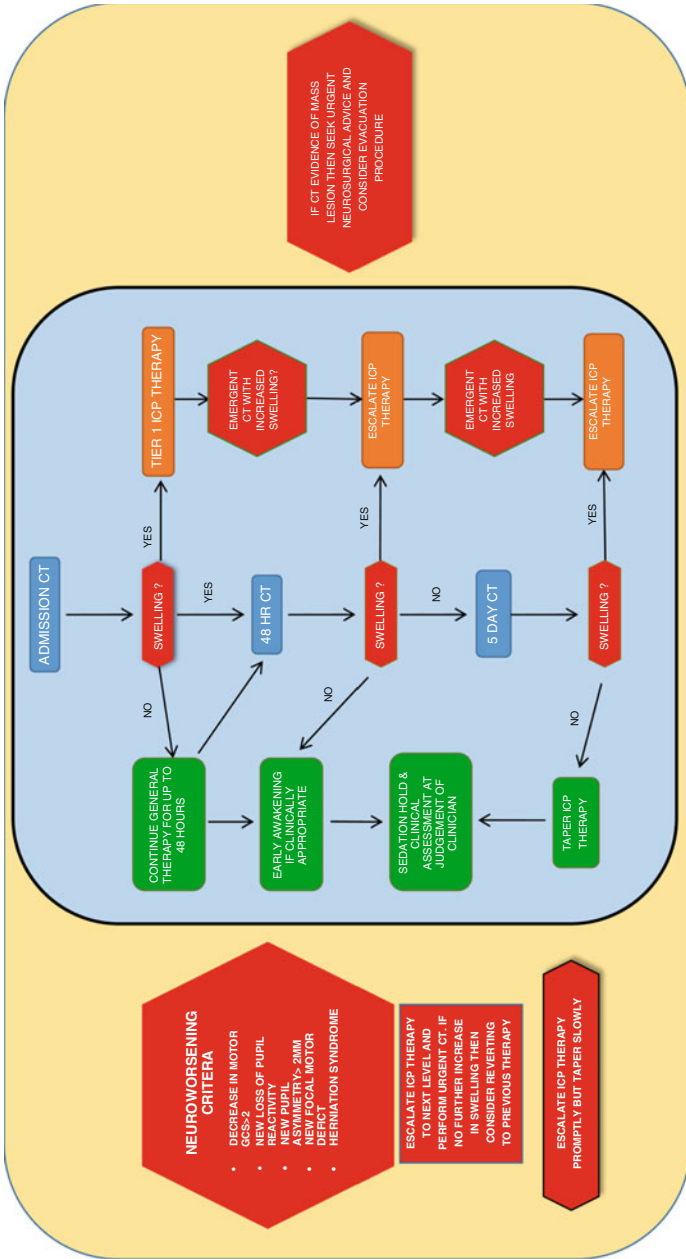 NEUROWORSENING
CRITERA
• DECREASE IN MOTOR
GCS>2
• NEW LOSS OF PUPIL
REACTIVITY
• NEW PUPIL
ASYMMETRY> 2MM
• NEW FOCAL MOTOR
DERICT
• HERNIATION SYNDROME
ESCALATE ICP THERAPY
TO NEXT LEVEL AND
PERFORM URGENT CT. IF
NO FURTHER INCREASE
IN SWELLING THEN
CONSIDER REVERTING
TO PREVIOUS THERAPY
ESCALATE ICP THERAPY
PROMPTLY BUT TAPER SLOWLY
ADMISSION CT
SWELLING ?
NO
YES
YES
CONTINUE GENERAL
THERAPY FOR UP TO
48 HOURS
TIER 1 ICP THERAPY
48 HR CT
EMERGENT
CT WITH
INCREASED
SWELLING?
EARLY AWAKENING
IF CLINICALLY
APPROPRIATE
NO
SWELLING ?
YES
ESCALATE ICP
THERAPY
NO
SEDATION HOLD &
CLINICAL
ASSESSMENT AT
JUDGEMENT OF
CLINICIAN
5 DAY CT
EMERGENT
CT WITH
INCREASED
SWELLING
TAPER ICP
THERAPY
NO
SWELLING ?
YES
ESCALATE ICP
THERAPY
IF CT EVIDENCE OF MASS
LESION THEN SEEK URGENT
NEUROSURGICAL ADVICE AND
CONSIDER EVACUATION
PROCEDURE